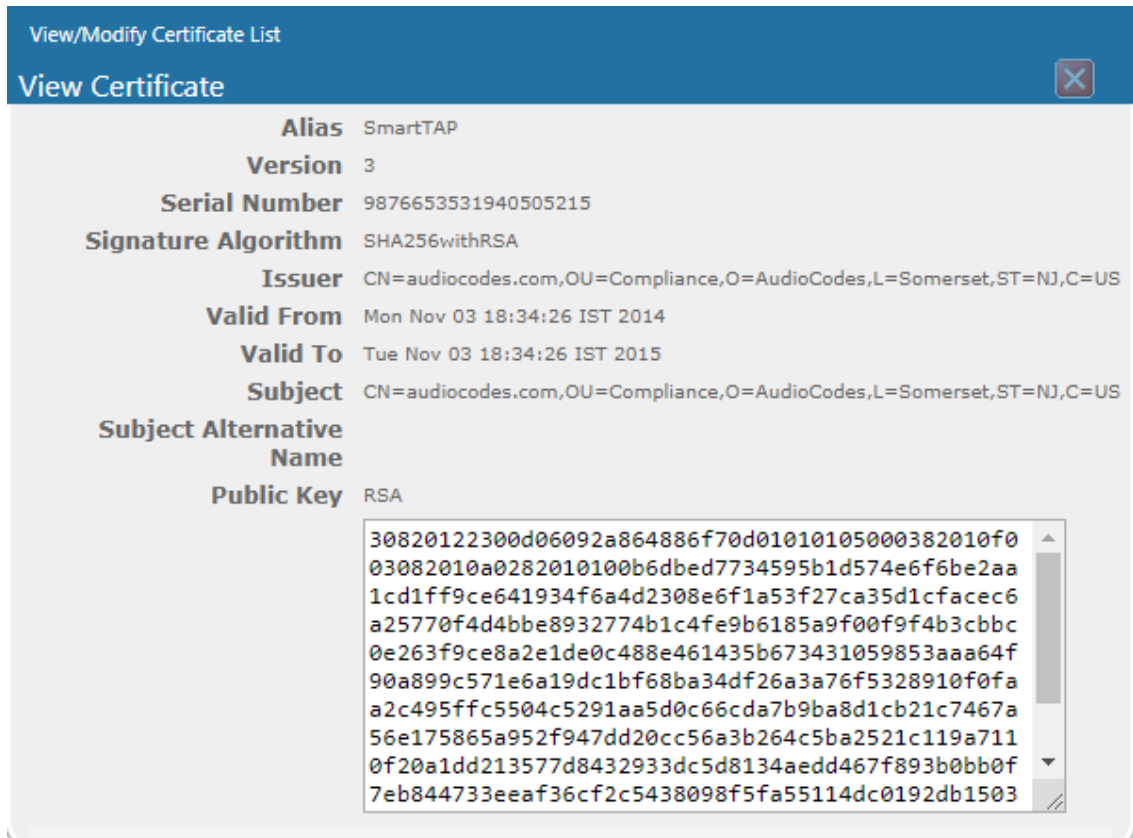 View/Modify Certificate List
View Certificate
Alias SmartTAP
Version 3
Serial Number 9876653531940505215
Signature Algorithm SHA256withRSA
Issuer CN=audiocodes.com,OU=Compliance,O=AudioCodes,L=Somerset,ST=NJ,C=US
Valid From Mon Nov 03 18:34:26 IST 2014
Valid To Tue Nov 03 18:34:26 IST 2015
Subject CN=audiocodes.com,OU=Compliance,O=AudioCodes,L=Somerset,ST=NJ,C=US
Subject Alternative
Name
Public Key RSA
30820122300d06092a864886f70d01010105000382010f0
03082010a0282010100b6dbed7734595b1d574e6f6be2aa
1cd1ff9ce641934f6a4d2308e6f1a53f27ca35d1cfacec6
a25770f4d4bbe8932774b1c4fe9b6185a9f00f9f4b3cbbc
0e263f9ce8a2e1de0c488e461435b673431059853aaa64f
90a899c571e6a19dc1bf68ba34df26a3a76f5328910f0fa
a2c495ffc5504c5291aa5d0c66cda7b9ba8d1cb21c7467a
56e175865a952f947dd20cc56a3b264c5ba2521c119a711
0f20a1dd213577d8432933dc5d8134aedd467f893b0bb0f
7eb844733eeaf36cf2c5438098f5fa55114dc0192db1503